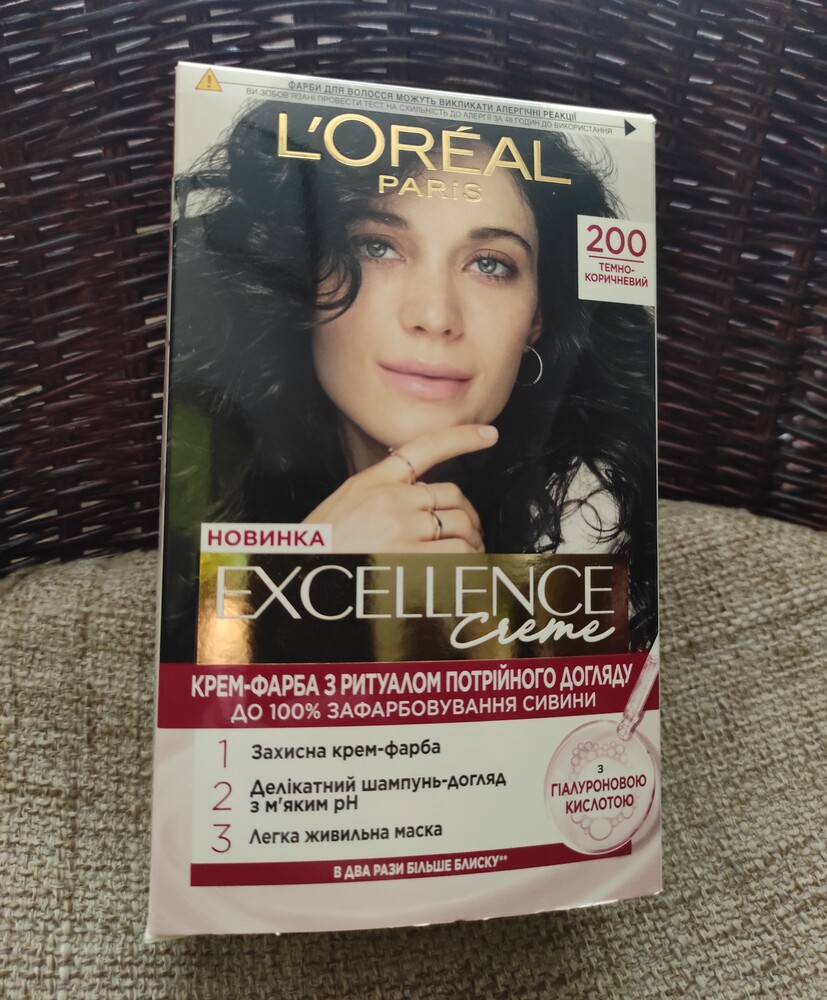 ФАРБИ ДЛЯ ВОЛОССЯ МОЖУТЬ ВИКЛИКАТИ АЛЕРГІЧНІ РЕАКЦІЇ
ВИ ЗОБОВ'ЯЗАНІ ПРОВЕСТИ ТЕСТ НА СХИЛЬНІСТЬ ДО АЛЕРГІЇ ЗА 48 ГОДИН ДО ВИКОРИСТАННЯ
L'ORÉAL
PARIS
200
ТЕМНО-
КОРИЧНЕВИЙ
НОВИНКА
EXCELLENCE
Creme
КРЕМ-ФАРБА З РИТУАЛОМ ПОТРІЙНОГО ДОГЛЯДУ
ДО 100% ЗАФАРБОВУВАННЯ СИВИНИ
1 Захисна крем-фарба
2 Делікатний шампунь-догляд
з м'яким pH
3 Легка живильна маска
З
ГІАЛУРОНОВОЮ
КИСЛОТОЮ
В ДВА РАЗИ БІЛЬШЕ БЛИСКУ**